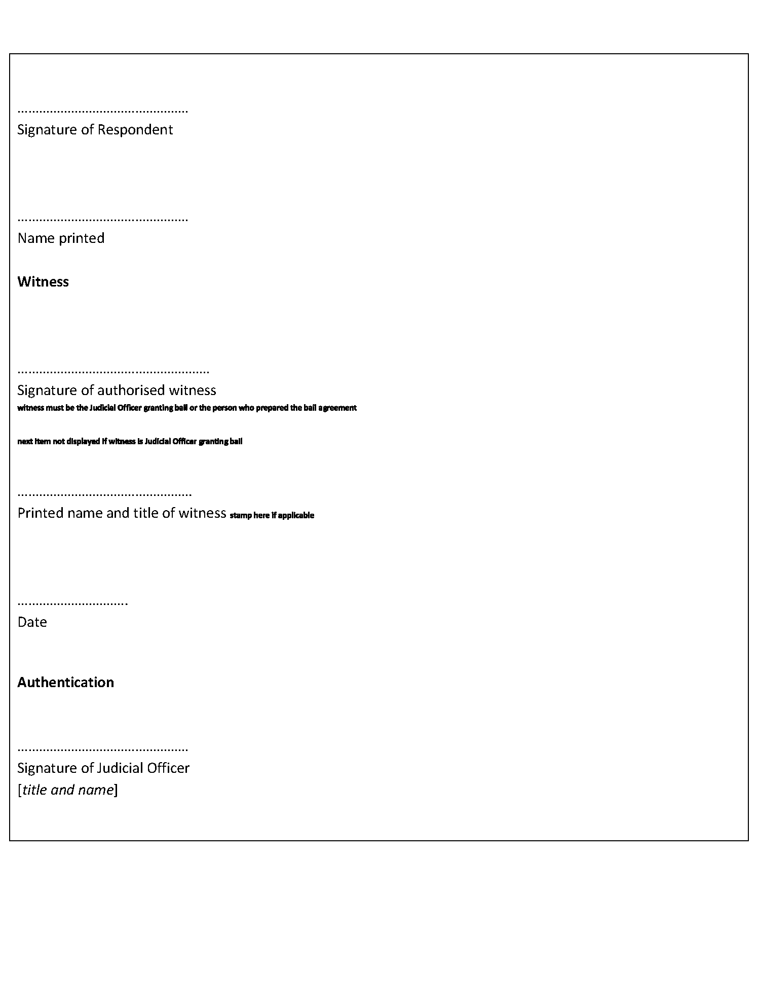 ................................................
Signature of Respondent
................................................
Name printed
Witness
......................................................
Signature of authorised witness
witness must be the Judicial Officer granting bail or the person who prepared the bail agreement
next item not displayed if witness is Judicial Officer granting bail
.................................................
Printed name and title of witness stamp here if applicable
...............................
Date
Authentication
................................................
Signature of Judicial Officer
[title and name]